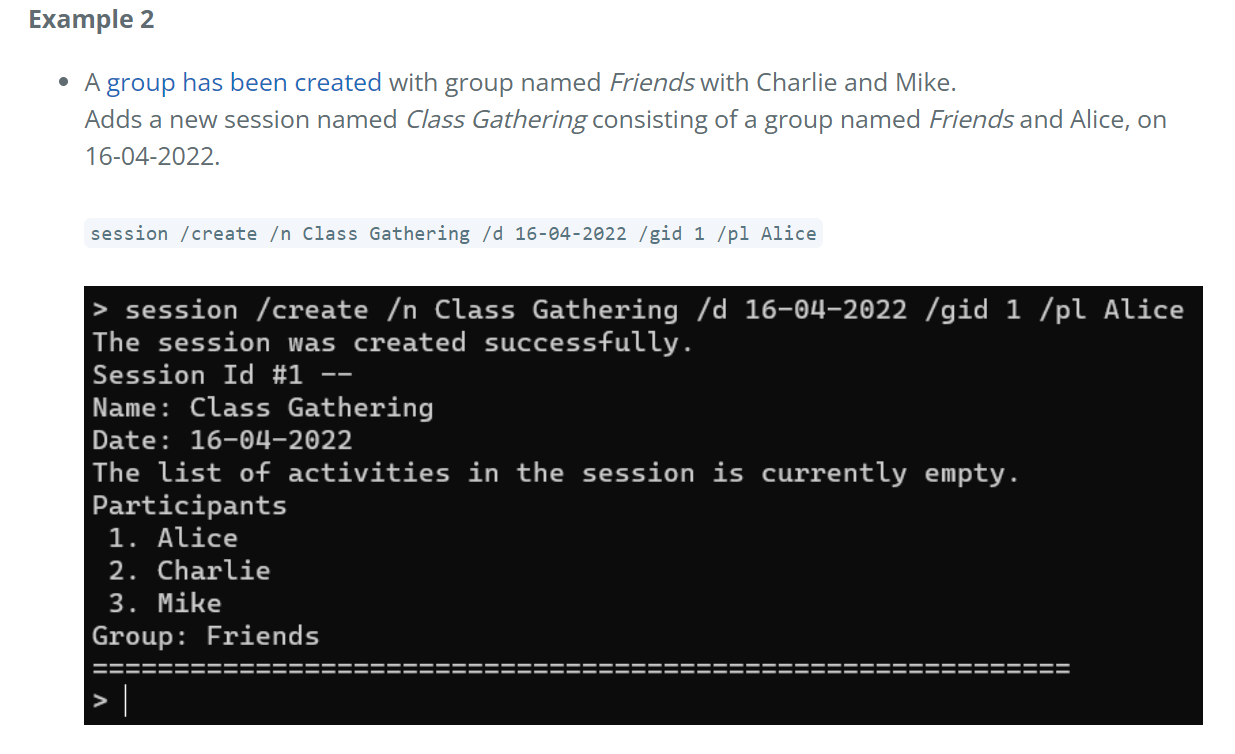 Example 2
A group has been created with group named Friends with Charlie and Mike.
Adds a new session named Class Gathering consisting of a group named Friends and Alice, on
16-04-2022.
session /create /n Class Gathering /d 16-04-2022 /gid 1 /pl Alice
> session /create /n Class Gathering /d 16-04-2022 /gid 1 /pl Alice
The session was created successfully.
Session Id #1 --
Name: Class Gathering
Date: 16-04-2022
The list of activities in the session is currently empty.
Participants
1. Alice
2. Charlie
3. Mike
Group: Friends
============================================================
>